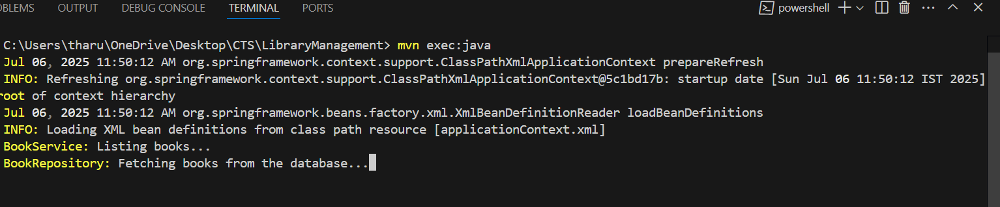 OBLEMS OUTPUT DEBUG CONSOLE TERMINAL PORTS powershell
C:\Users\tharu\OneDrive\Desktop\CTS\LibraryManagement> mvn exec:java
Jul 06, 2025 11:50:12 AM org.springframework.context.support.ClassPathXmlApplicationContext prepareRefresh
INFO: Refreshing org.springframework.context.support.ClassPathXmlApplicationContext@5c1bd17b: startup date [Sun Jul 06 11:50:12 IST 2025]
root of context hierarchy
Jul 06, 2025 11:50:12 AM org.springframework.beans.factory.xml.XmlBeanDefinitionReader loadBeanDefinitions
INFO: Loading XML bean definitions from class path resource [applicationContext.xml]
BookService: Listing books...
BookRepository: Fetching books from the database...